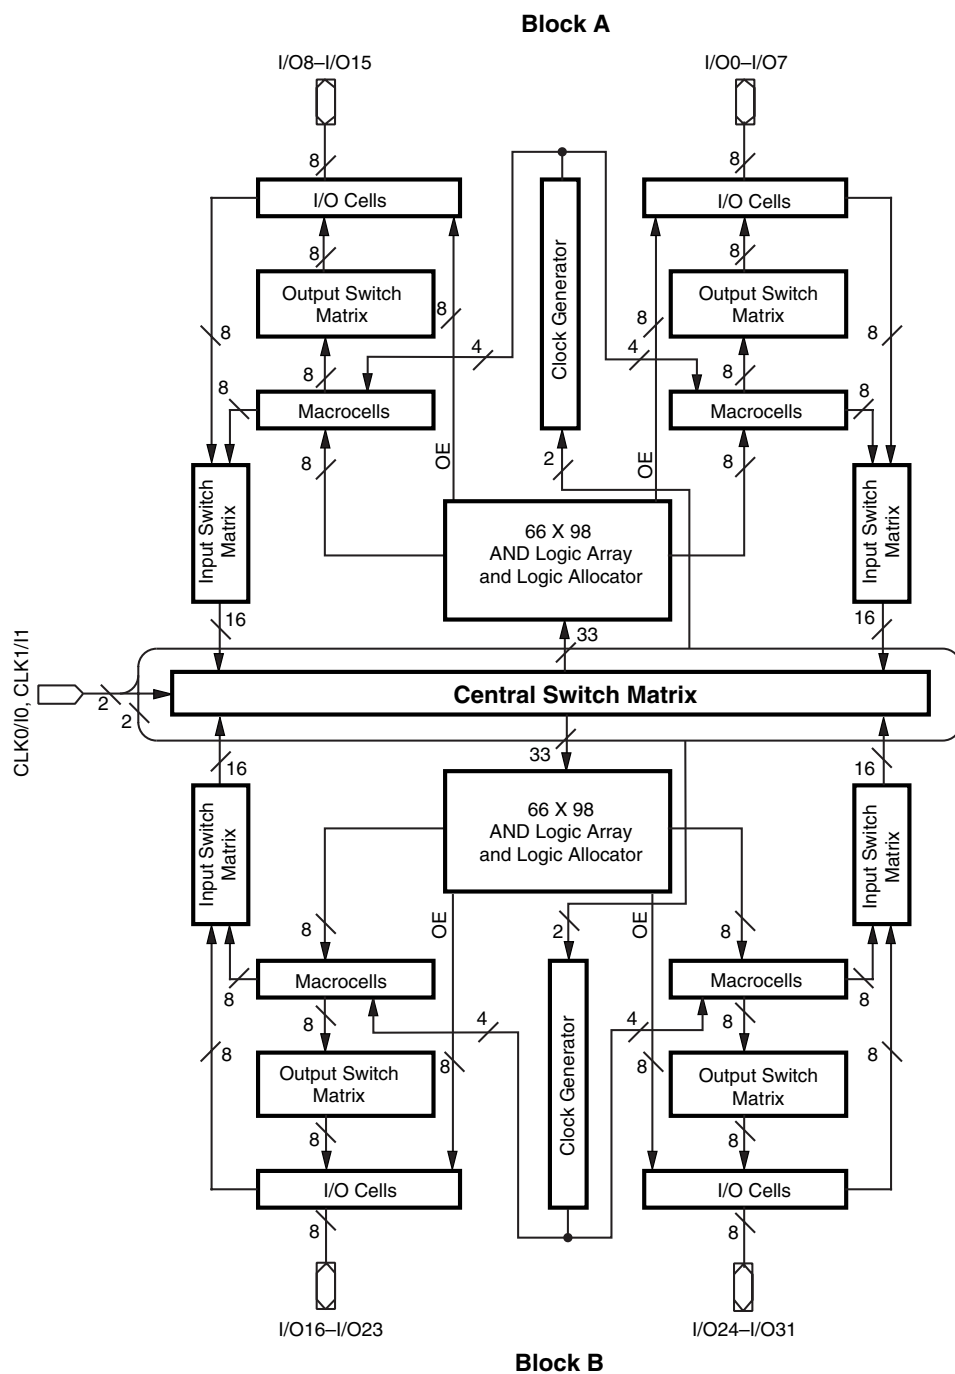 Block A
I/O8–I/O15
I/O0–I/O7
8
8
I/O Cells
I/O Cells
Clock Generator
8
8
Output Switch
Matrix
Output Switch
Matrix
8
8
8
8
4
4
8
8
8
8
Macrocells
Macrocells
OE
OE
8
2
8
Input Switch
Matrix
Input Switch
Matrix
66 X 98
AND Logic Array
and Logic Allocator
16
33
16
CLK0/I0, CLK1/I1
2
2
Central Switch Matrix
33
16
16
Input Switch
Matrix
Input Switch
Matrix
66 X 98
AND Logic Array
and Logic Allocator
8
OE
2
OE
8
Macrocells
Macrocells
8
8
8
4
4
8
8
8
8
8
Output Switch
Matrix
Clock Generator
Output Switch
Matrix
8
8
I/O Cells
I/O Cells
8
8
I/O16–I/O23
I/O24–I/O31
Block B